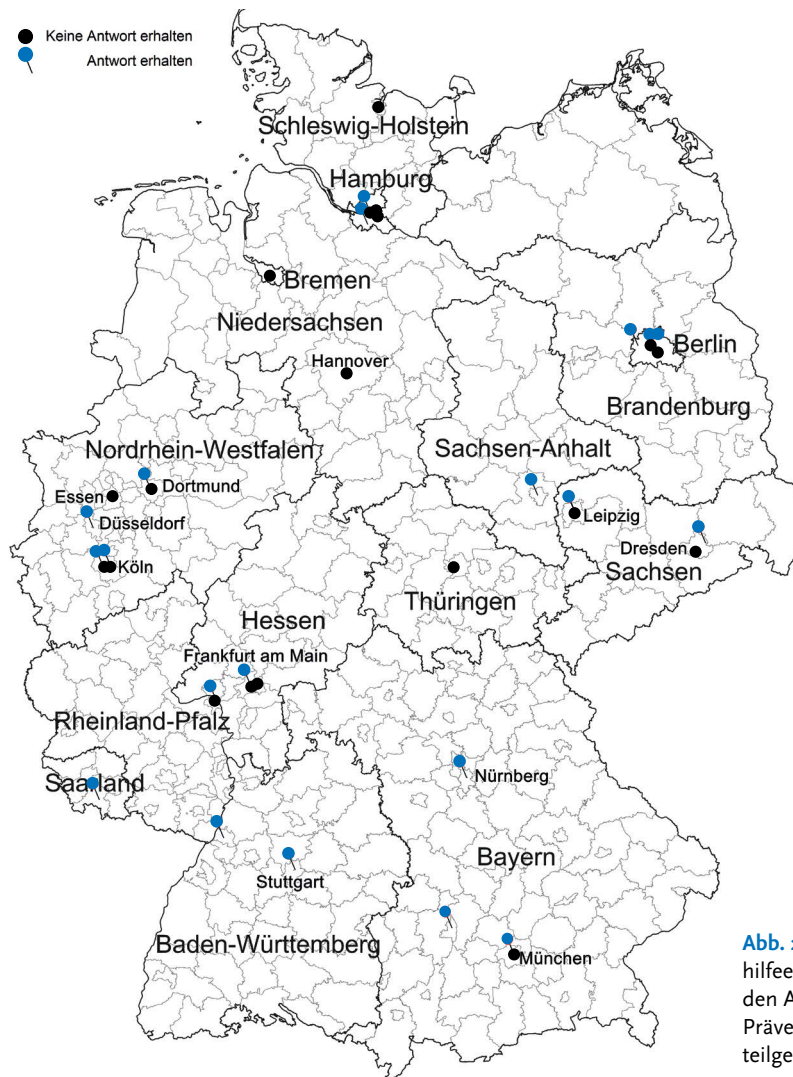 Keine Antwort erhalten
Antwort erhalten
Schleswig-Holstein
Hamburg
Bremen
Niedersachsen
Hannover
Berlin
Brandenburg
Nordrhein-Westfalen
Sachsen-Anhalt
Essen
Dortmund
Düsseldorf
Leipzig
Dresden
Köln
Sachsen
Thüringen
Hessen
Frankfurt am Main
Rheinland-Pfalz
Saarland
Nürnberg
Bayern
Stuttgart
Baden-Württemberg
München
Abb.
hilfee
den A
Präve
teilge